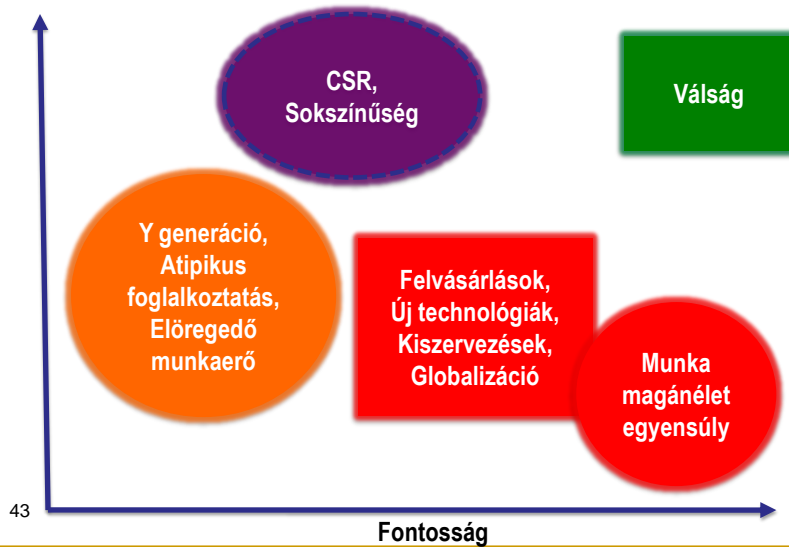 CSR,
Sokszínűség
Válság
Y generáció,
Atipikus
foglalkoztatás,
Elöregedő
munkaerő
Felvásárlások,
Új technológiák,
Kiszervezések,
Globalizáció
Munka
magánélet
egyensúly
43
Fontosság